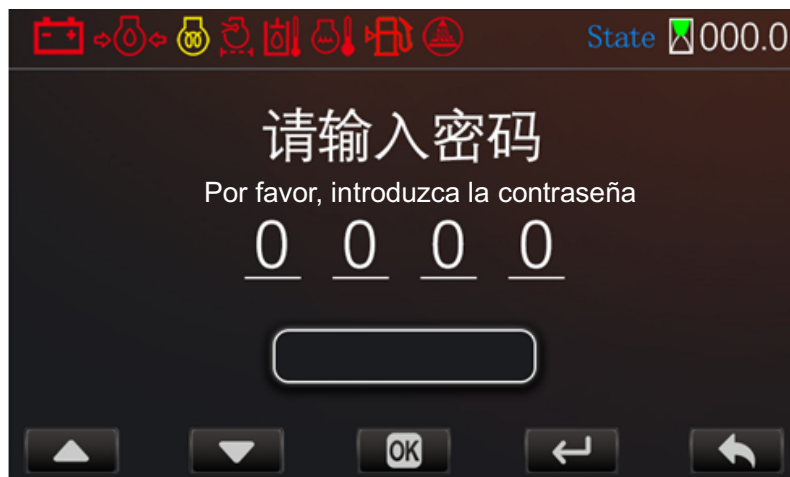 State 000.0
请输入密码
Por favor, introduzca la contraseña
0 0 0 0
OK